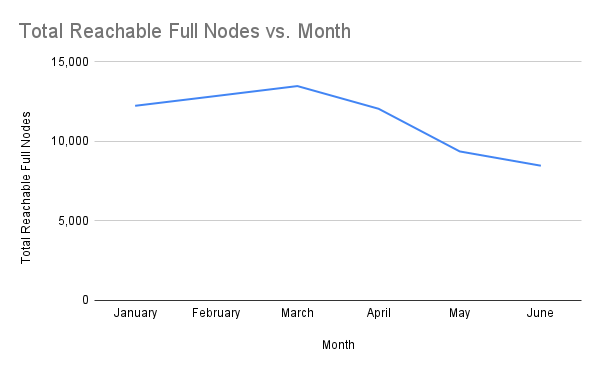 Total Reachable Full Nodes vs. Month
Total Reachable Full Nodes
15,000
10,000
5,000
0
January February March April May June
Month